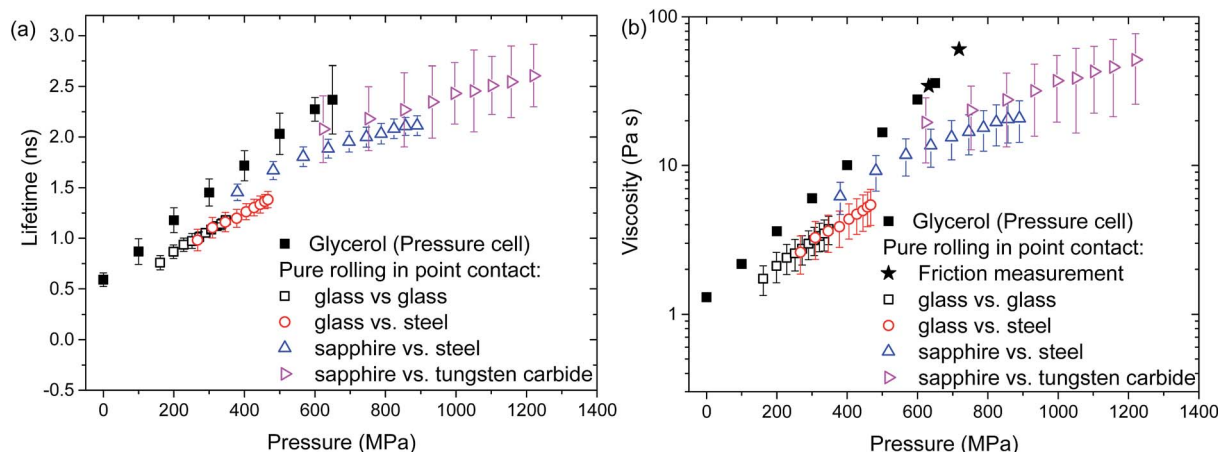 (a)
3.0
2.5
2.0
1.5
1.0
0.5
0.0
-0.5
Lifetime (ns)
Glycerol (Pressure cell)
Pure rolling in point contact:
glass vs glass
glass vs. steel
sapphire vs. steel
sapphire vs. tungsten carbide
0 200 400 600 800 1000 1200 1400
Pressure (MPa)
(b)
100
10
1
Viscosity (Pa s)
Glycerol (Pressure cell)
Pure rolling in point contact:
Friction measurement
glass vs. glass
glass vs. steel
sapphire vs. steel
sapphire vs. tungsten carbide
0 200 400 600 800 1000 1200 1400
Pressure (MPa)